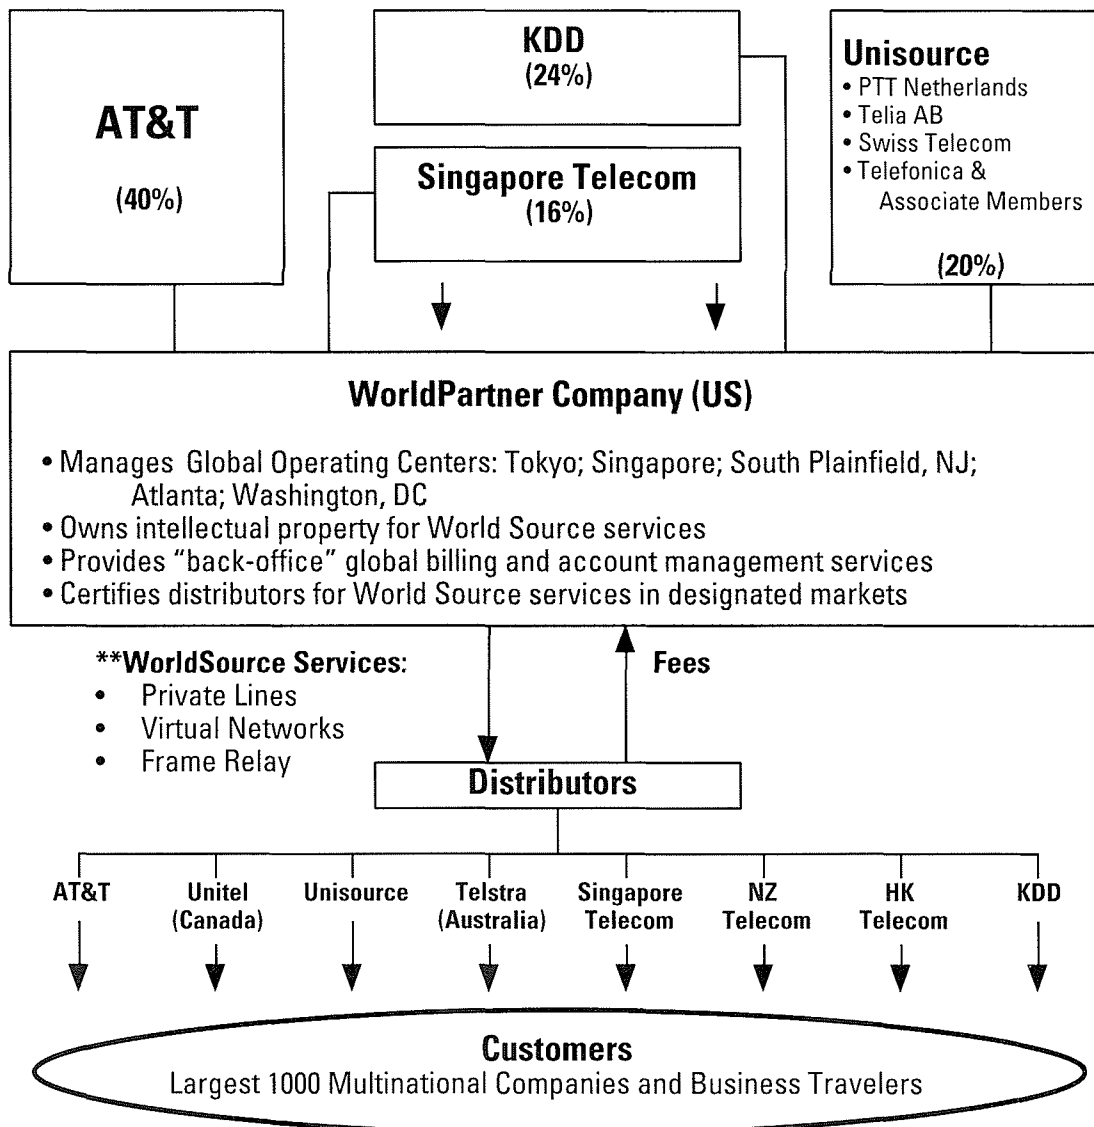 AT&T
(40%)
KDD
(24%)
Singapore Telecom
(16%)
Unisource
• PTT Netherlands
• Telia AB
• Swiss Telecom
• Telefonica &
Associate Members
(20%)
WorldPartner Company (US)
• Manages Global Operating Centers: Tokyo; Singapore; South Plainfield, NJ;
Atlanta; Washington, DC
• Owns intellectual property for World Source services
• Provides “back-office” global billing and account management services
• Certifies distributors for World Source services in designated markets
**WorldSource Services:
• Private Lines
• Virtual Networks
• Frame Relay
Fees
Distributors
AT&T
Unitel
(Canada)
Unisource
Telstra
(Australia)
Singapore
Telecom
NZ
Telecom
HK
Telecom
KDD
Customers
Largest 1000 Multinational Companies and Business Travelers